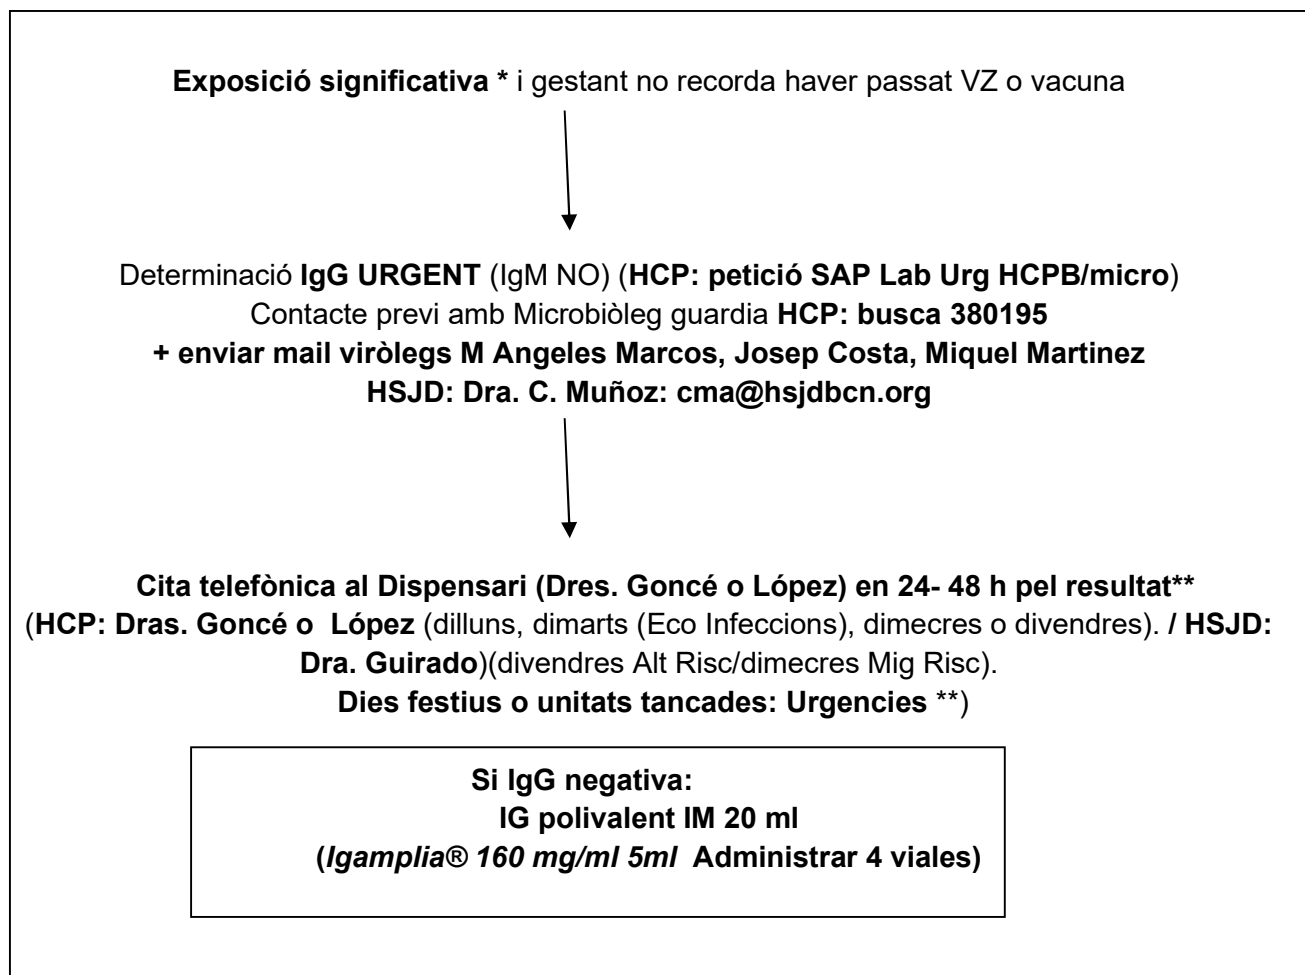 Exposició significativa * i gestant no recorda haver passat VZ o vacuna
Determinació IgG URGENT (IgM NO) (HCP: petició SAP Lab Urg HCPB/micro)
Contacte previ amb Microbiòleg guardia HCP: busca 380195
+ enviar mail viròlegs M Angeles Marcos, Josep Costa, Miquel Martinez
HSJD: Dra. C. Muñoz: cma@hsjdbcn.org
Cita telefònica al Dispensari (Dres. Goncé o López) en 24- 48 h pel resultat**
(HCP: Dras. Goncé o López (dilluns, dimarts (Eco Infeccions), dimecres o divendres). / HSJD:
Dra. Guirado)(divendres Alt Risc/dimecres Mig Risc).
Dies festius o unitats tancades: Urgencies **)
Si IgG negativa:
IG polivalent IM 20 ml
(Igamplia® 160 mg/ml 5ml Administrar 4 viales)